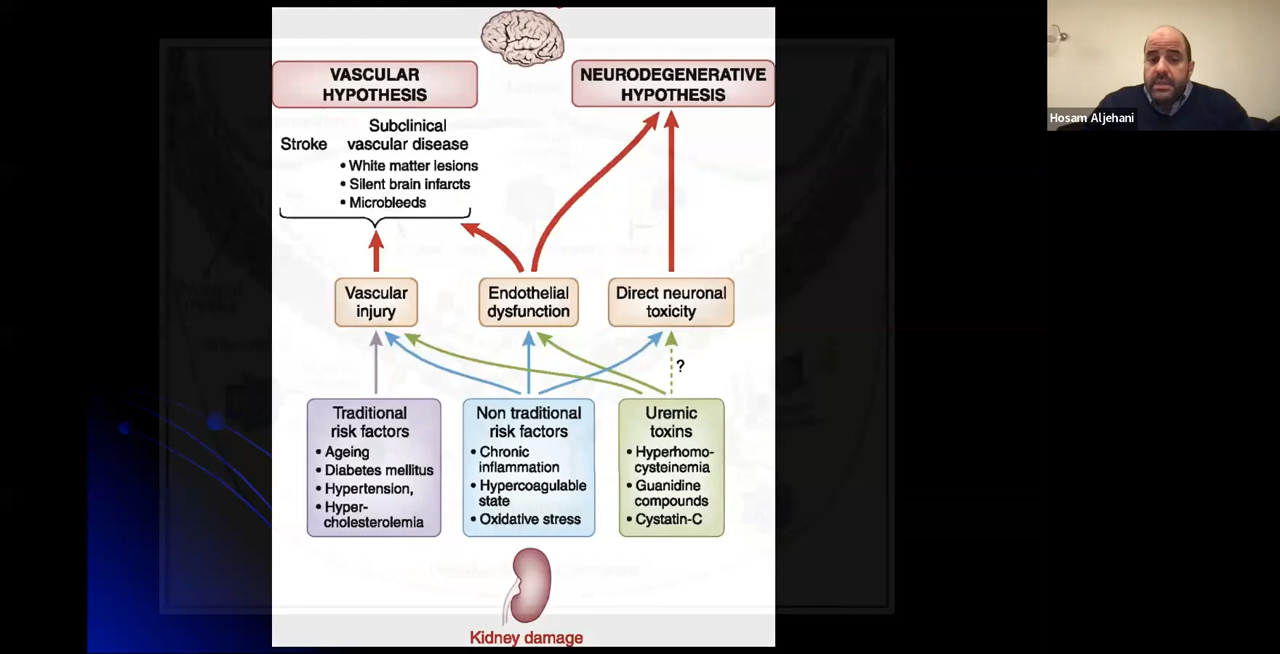 VASCULAR
HYPOTHESIS
NEURODEGENERATIVE
HYPOTHESIS
Stroke
Subclinical
vascular disease
• White matter lesions
• Silent brain infarcts
• Microbleeds
Vascular
injury
Endothelial
dysfunction
Direct neuronal
toxicity
?
Traditional
risk factors
• Ageing
• Diabetes mellitus
• Hypertension,
• Hyper-
cholesterolemia
Non traditional
risk factors
• Chronic
inflammation
• Hypercoagulable
state
• Oxidative stress
Uremic
toxins
• Hyperhomo-
cysteinemia
• Guanidine
compounds
• Cystatin-C
Kidney damage
Hosam Aljehani